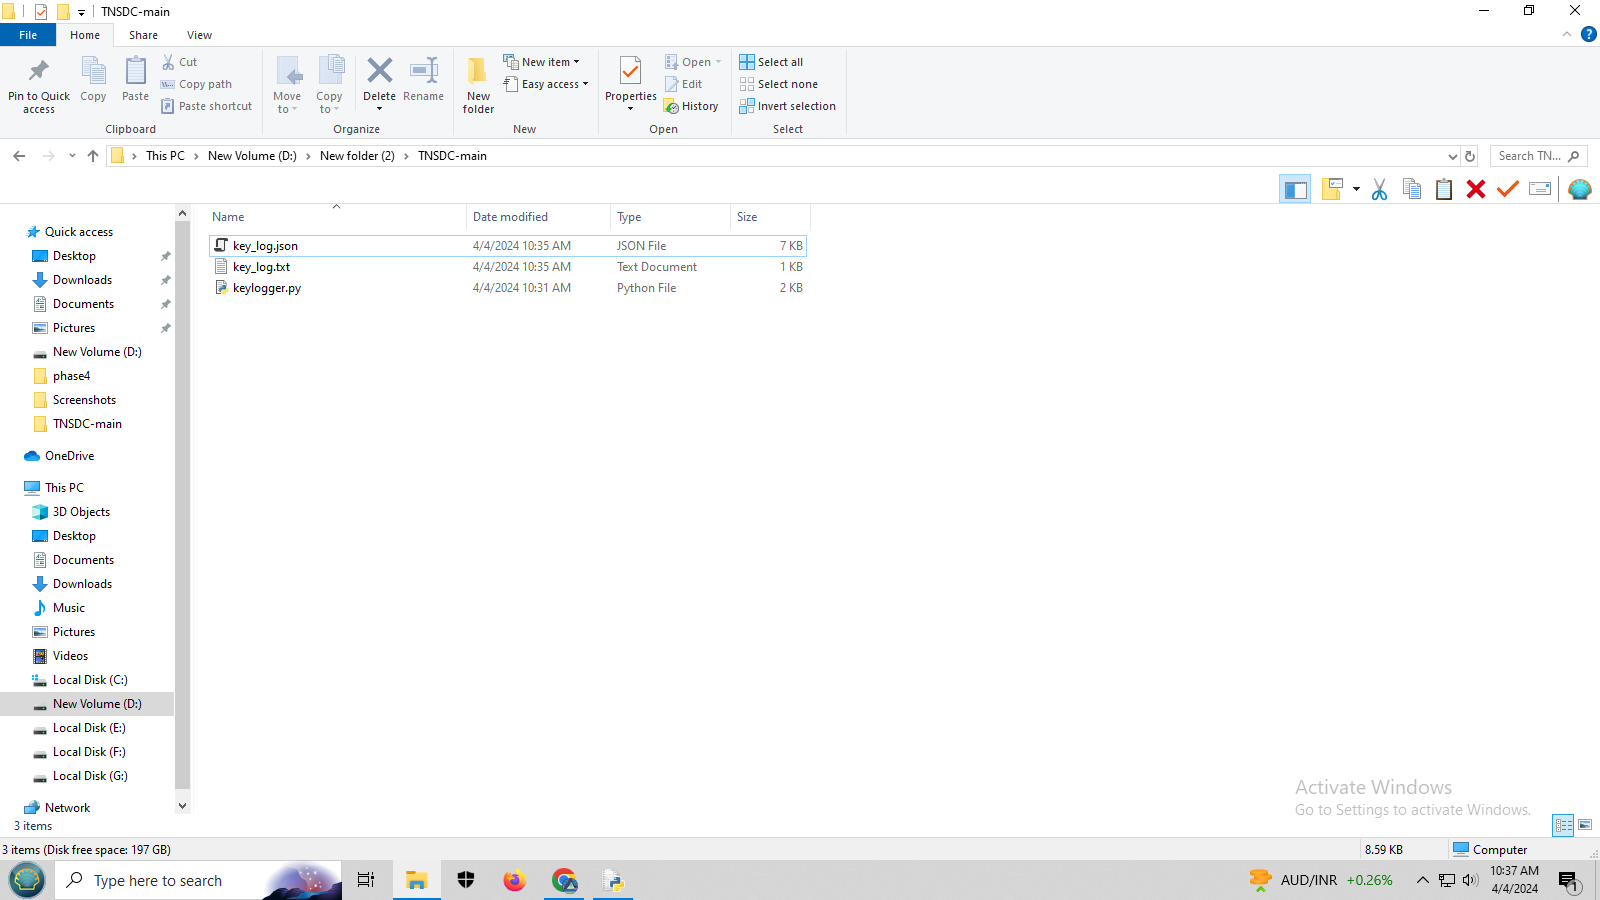 TNSDC-main
File Home Share View
Pin to Quick access
Copy
Paste
Cut
Copy path
Paste shortcut
Clipboard
Move to
Copy to
Delete
Rename
Organize
New folder
New item
Easy access
New
Properties
Open
Edit
History
Open
Select all
Select none
Invert selection
Select
This PC > New Volume (D:) > New folder (2) > TNSDC-main
Search TN...
Name Date modified Type Size
key_log.json 4/4/2024 10:35 AM JSON File 7 KB
key_log.txt 4/4/2024 10:35 AM Text Document 1 KB
keylogger.py 4/4/2024 10:31 AM Python File 2 KB
Quick access
Desktop
Downloads
Documents
Pictures
New Volume (D:)
phase4
Screenshots
TNSDC-main
OneDrive
This PC
3D Objects
Desktop
Documents
Downloads
Music
Pictures
Videos
Local Disk (C:)
New Volume (D:)
Local Disk (E:)
Local Disk (F:)
Local Disk (G:)
Network
Activate Windows
Go to Settings to activate Windows.
3 items
3 items (Disk free space: 197 GB) 8.59 KB Computer
Type here to search
AUD/INR +0.26%
10:37 AM
4/4/2024
1